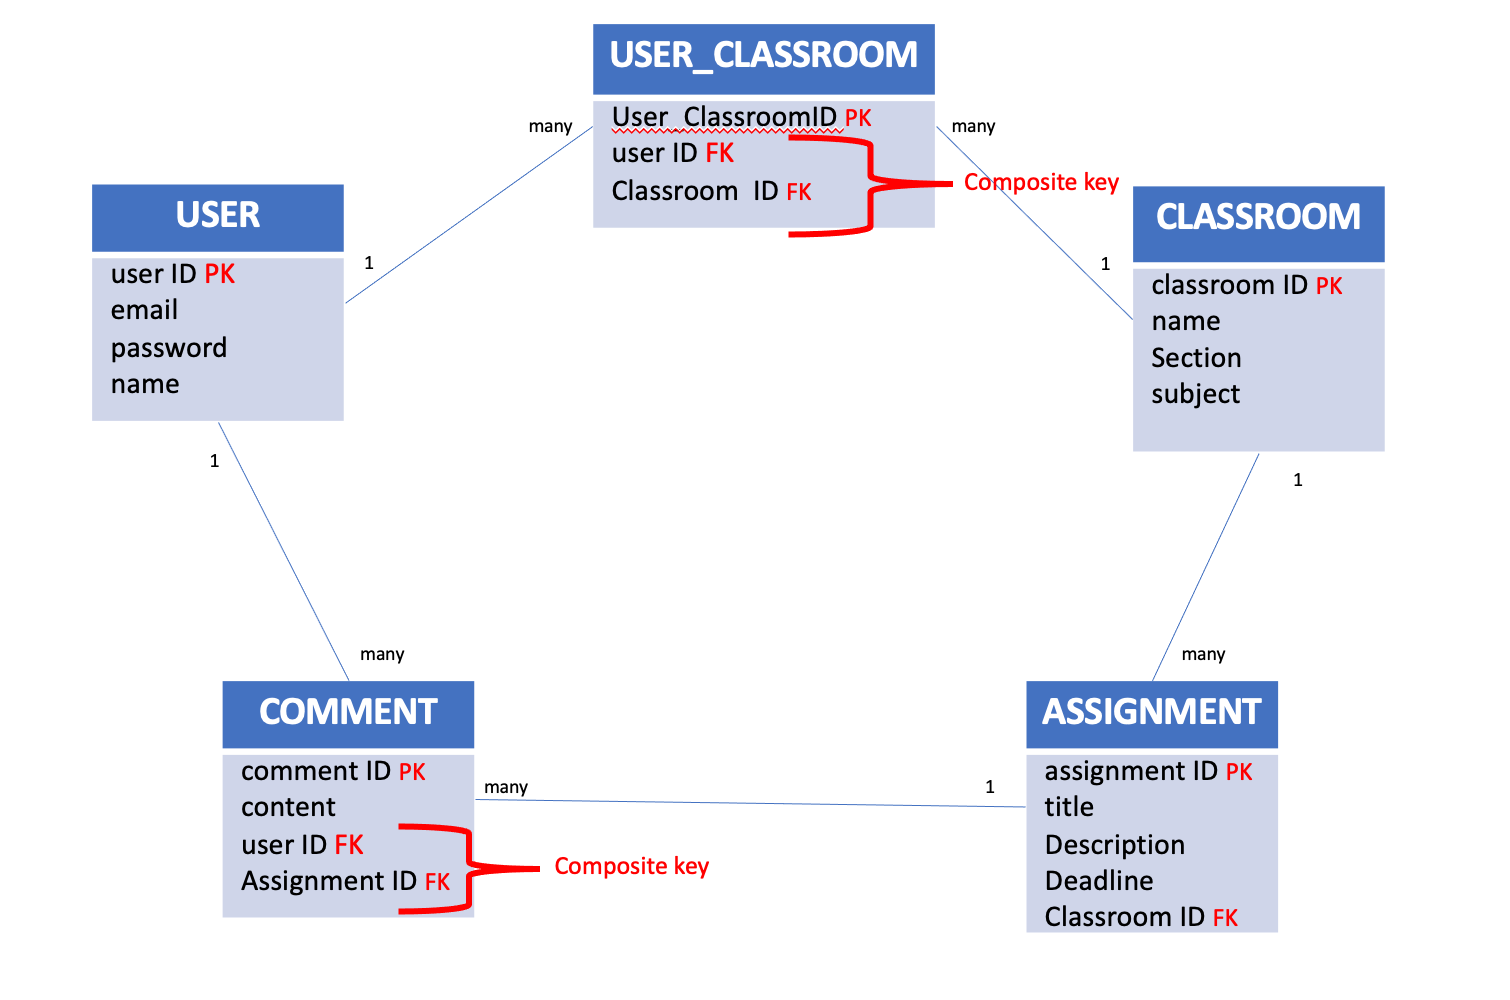 USER_CLASSROOM
User_ClassroomID PK
user ID FK
Classroom ID FK
Composite key
many
many
1
1
USER
user ID PK
email
password
name
CLASSROOM
classroom ID PK
name
Section
subject
1
many
1
many
COMMENT
comment ID PK
content
user ID FK
Assignment ID FK
Composite key
many
1
ASSIGNMENT
assignment ID PK
title
Description
Deadline
Classroom ID FK